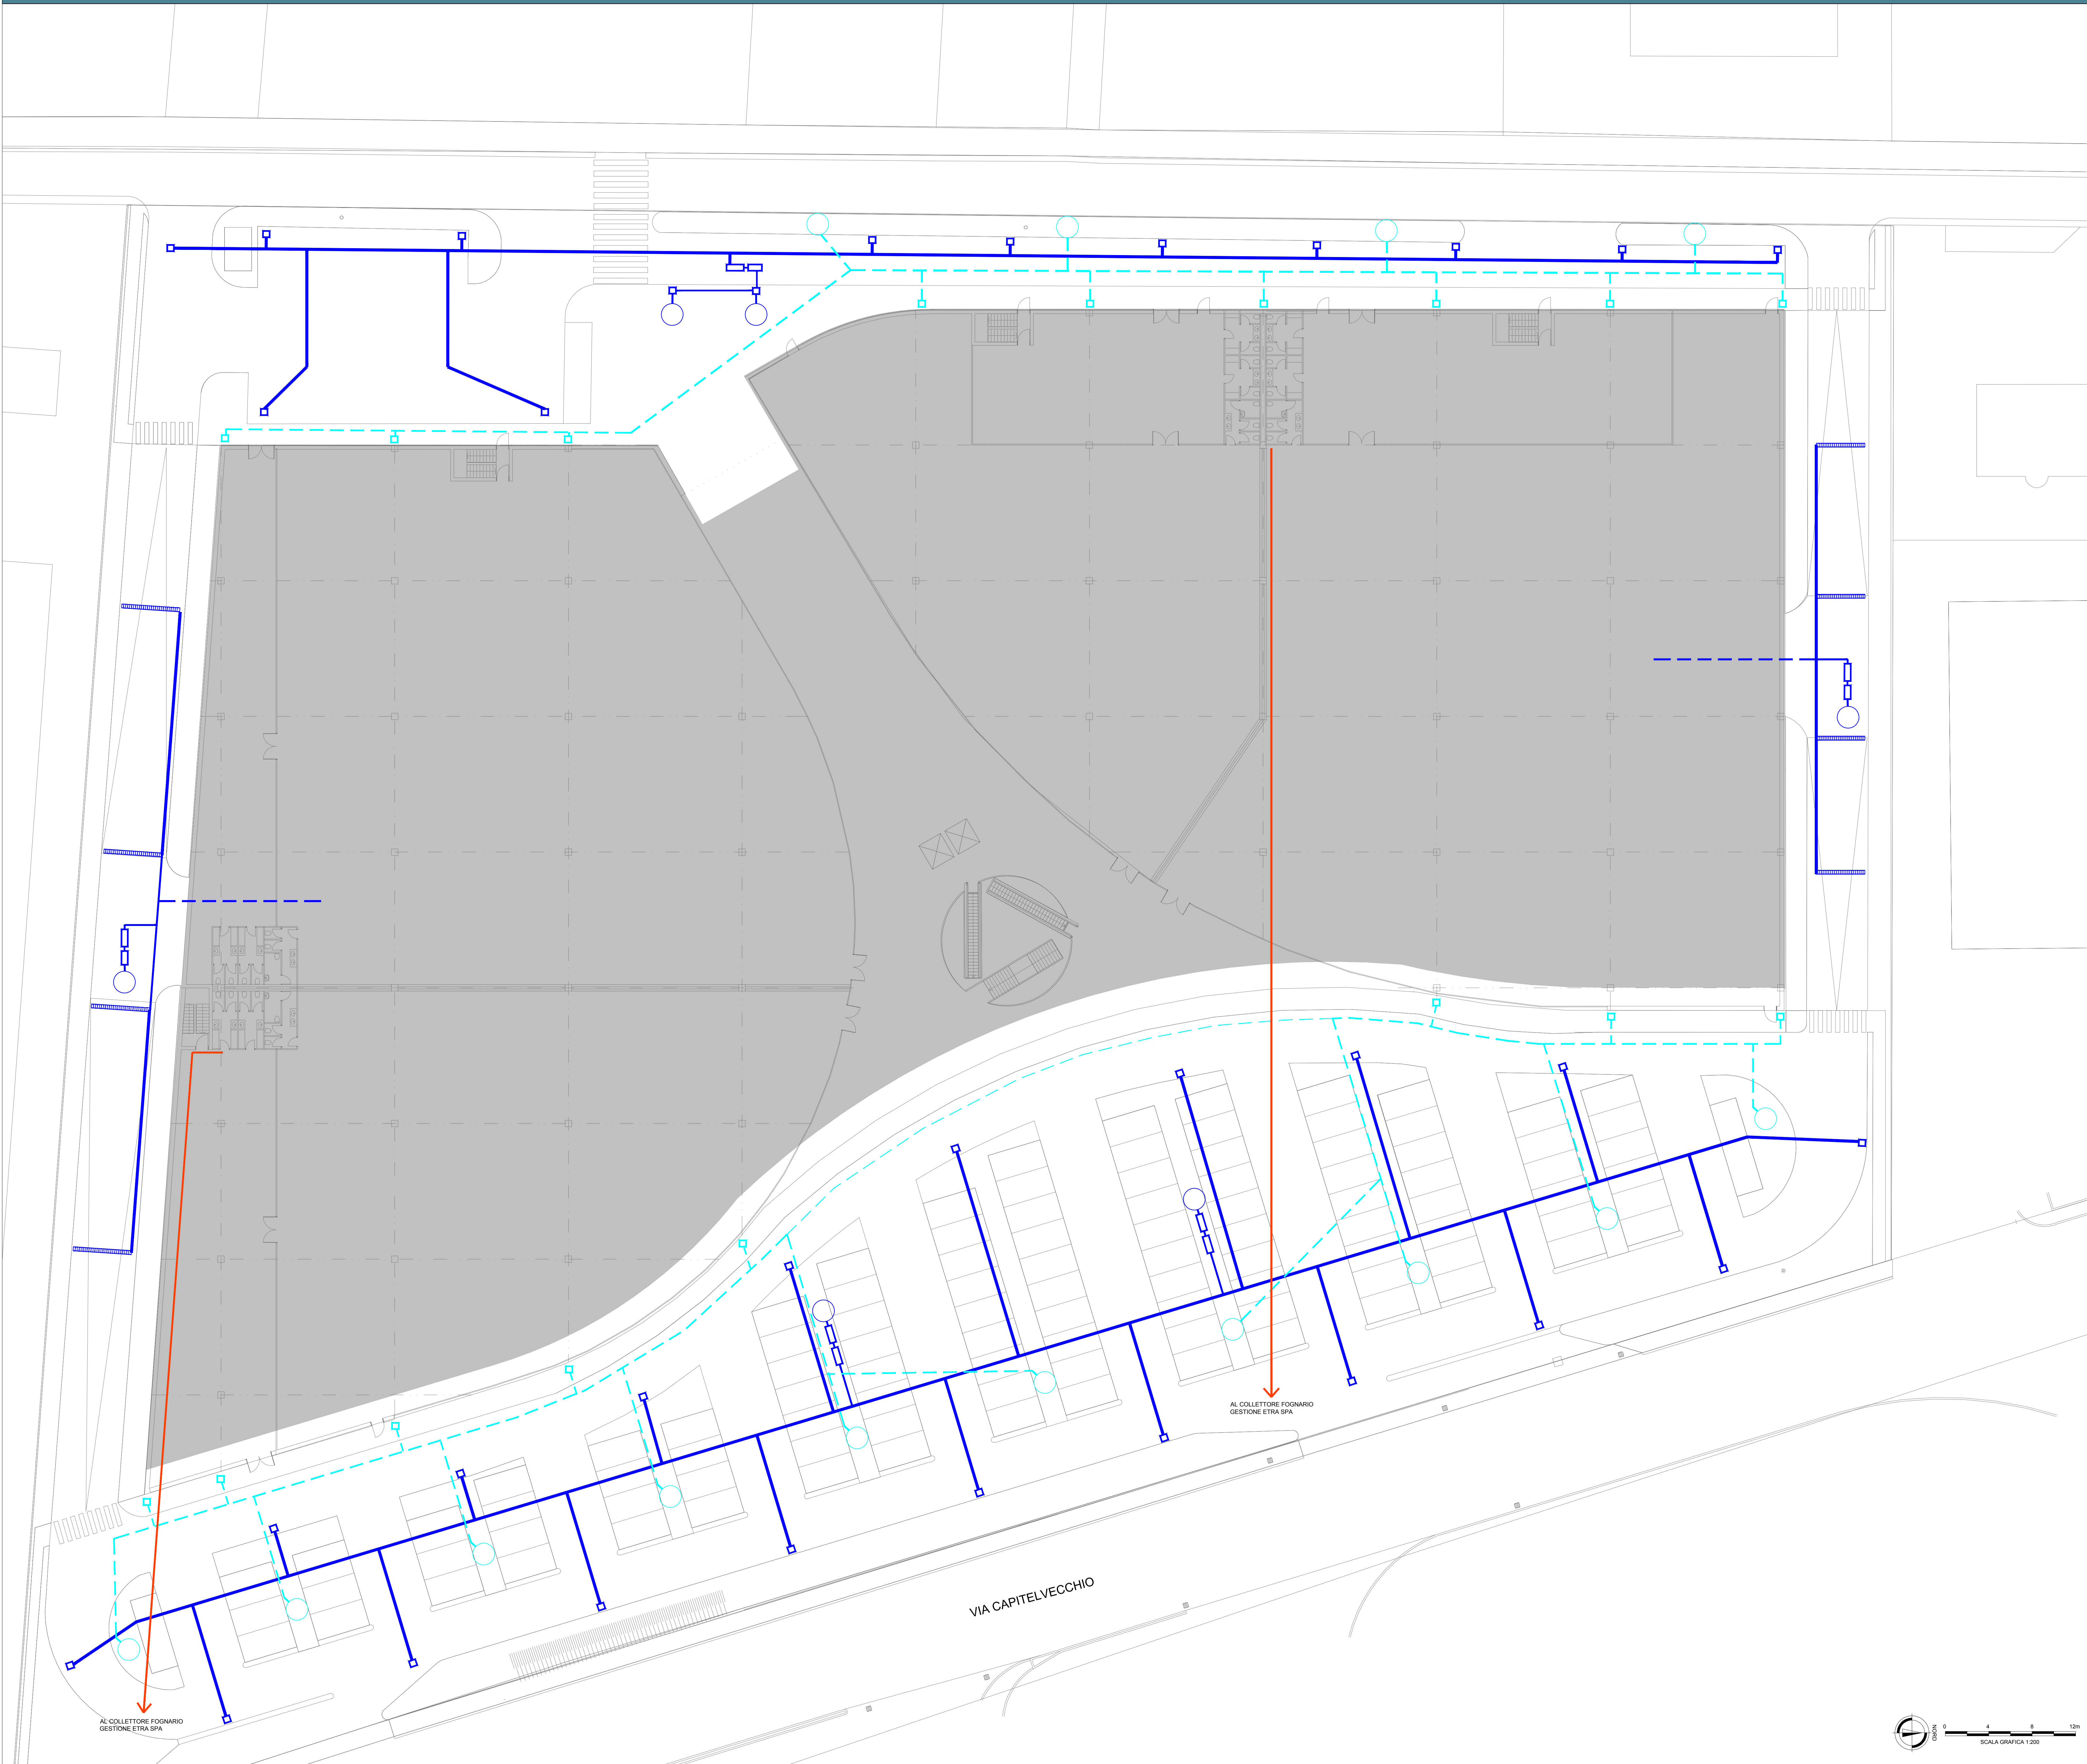 AL COLLETTORE FOGNARIO
GESTIONE ETRA SPA
VIA CAPITELVECCHIO
AL COLLETTORE FOGNARIO
GESTIONE ETRA SPA
NORD
0 4 8 12m
SCALA GRAFICA 1:200